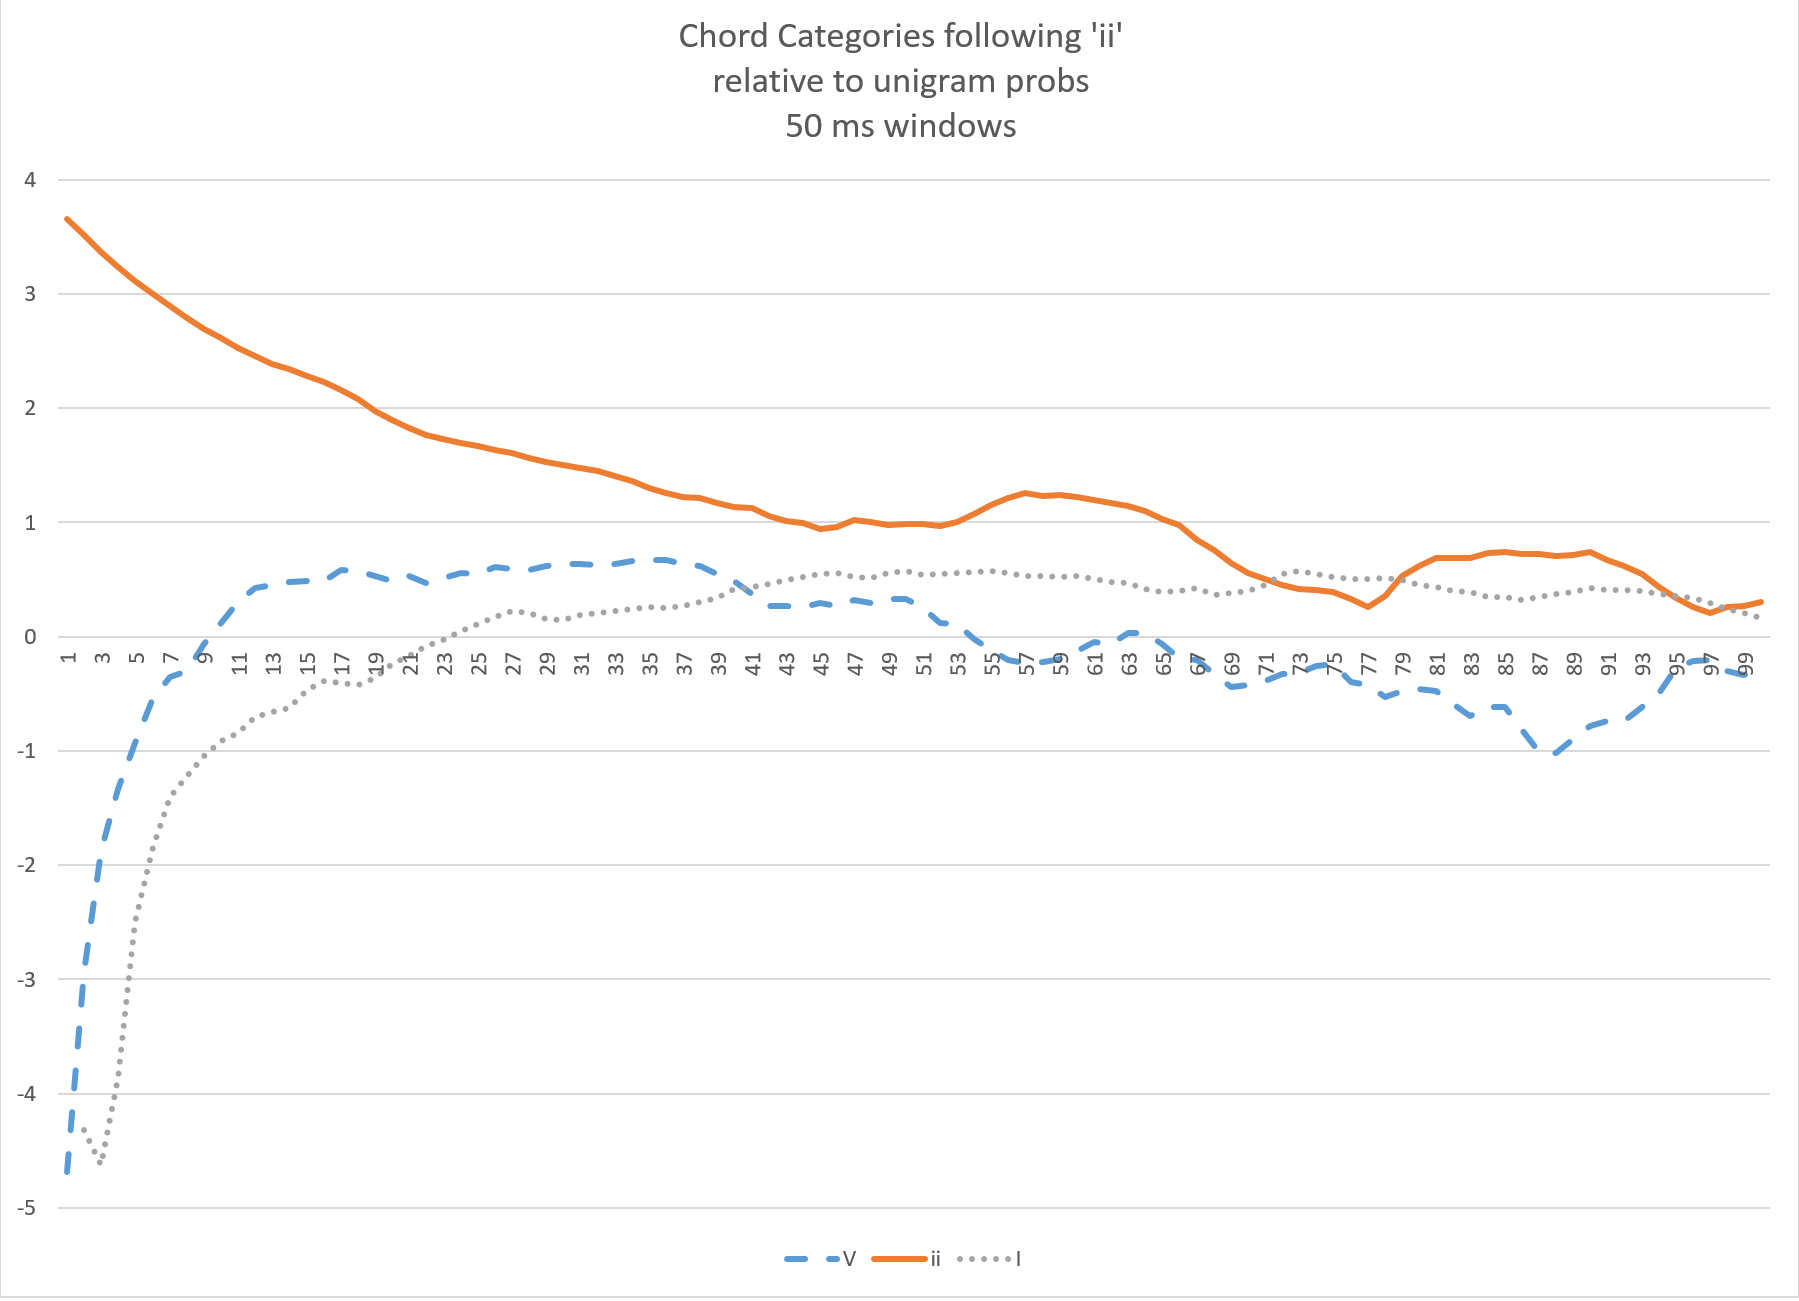 Chord Categories following 'ii'
relative to unigram probs
50 ms windows
4
3
2
1
0
-1
-2
-3
-4
-5
1 3 5 7 9 11 13 15 17 19 21 23 25 27 29 31 33 35 37 39 41 43 45 47 49 51 53 55 57 59 61 63 65 67 69 71 73 75 77 79 81 83 85 87 89 91 93 95 97 99
V ii I